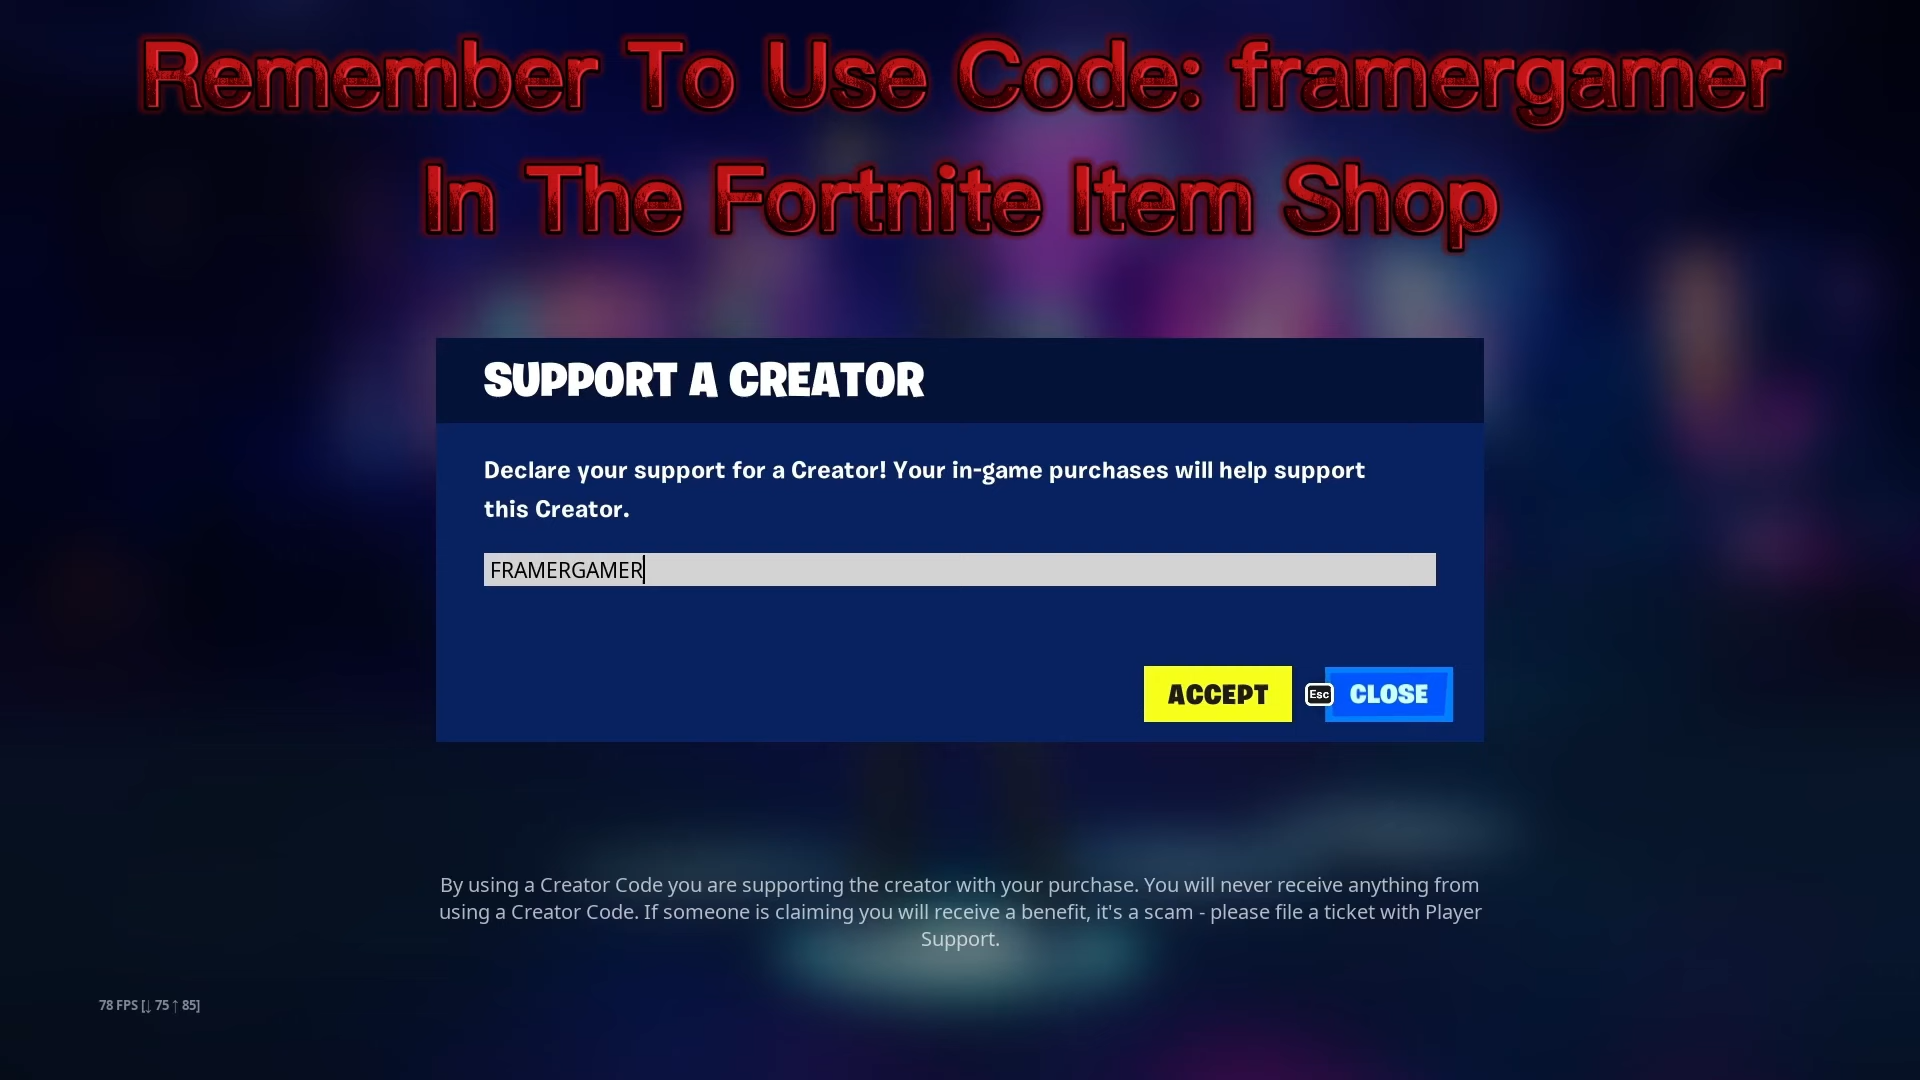 Remember To Use Code: framergamer
In The Fortnite Item Shop
SUPPORT A CREATOR
Declare your support for a Creator! Your in-game purchases will help support
this Creator.
FRAMERGAMER
ACCEPT
Esc CLOSE
By using a Creator Code you are supporting the creator with your purchase. You will never receive anything from
using a Creator Code. If someone is claiming you will receive a benefit, it's a scam - please file a ticket with Player
Support.
78 FPS [↓ 75 ↑ 85]